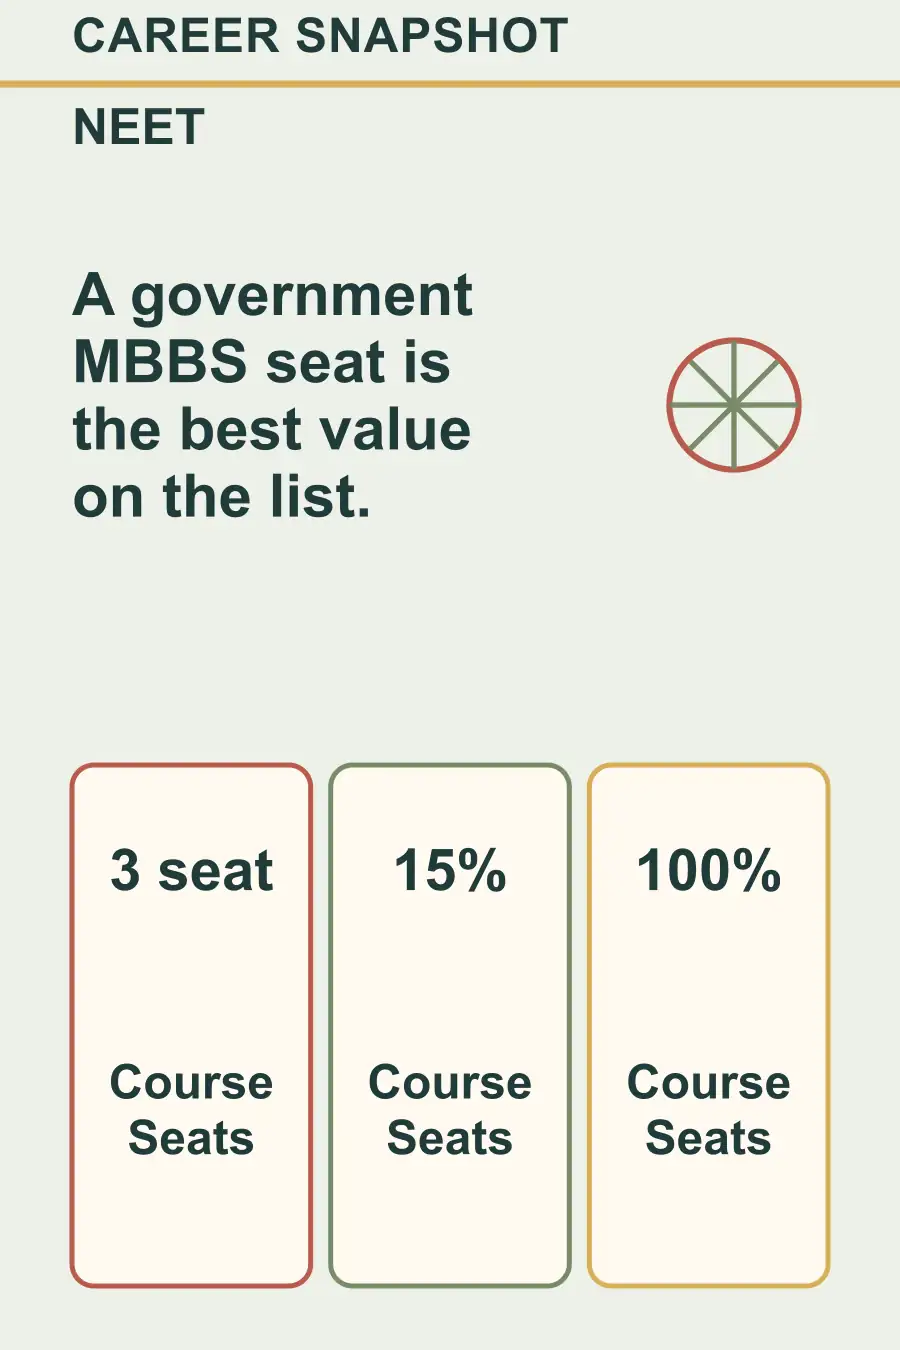 CAREER SNAPSHOT
NEET
A government
MBBS seat is
the best value
on the list.
3 seat
Course
Seats
15%
Course
Seats
100%
Course
Seats